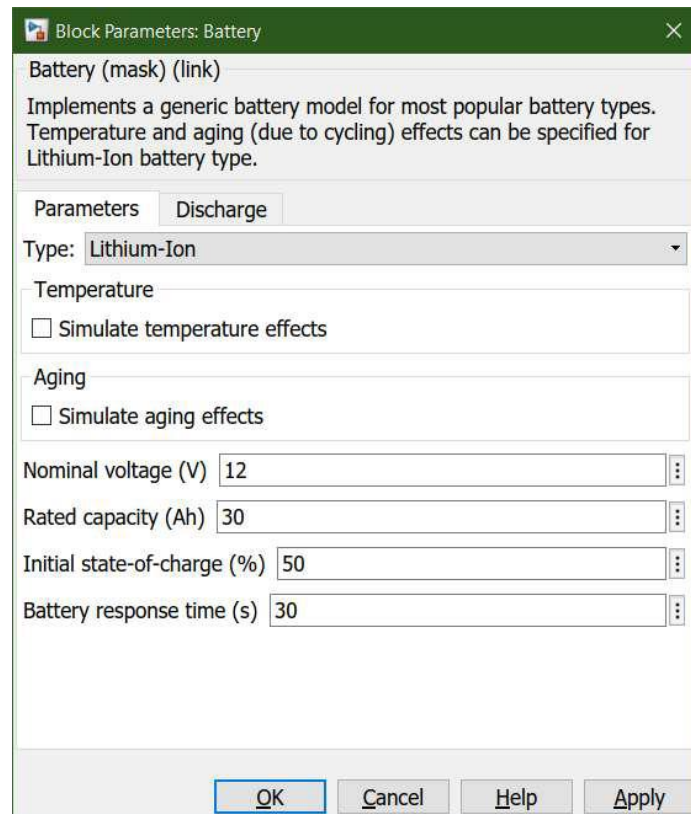 Block Parameters: Battery
Battery (mask) (link)
Implements a generic battery model for most popular battery types.
Temperature and aging (due to cycling) effects can be specified for
Lithium-Ion battery type.
Parameters Discharge
Type: Lithium-Ion
Temperature
Simulate temperature effects
Aging
Simulate aging effects
Nominal voltage (V) 12
Rated capacity (Ah) 30
Initial state-of-charge (%) 50
Battery response time (s) 30
OK Cancel Help Apply